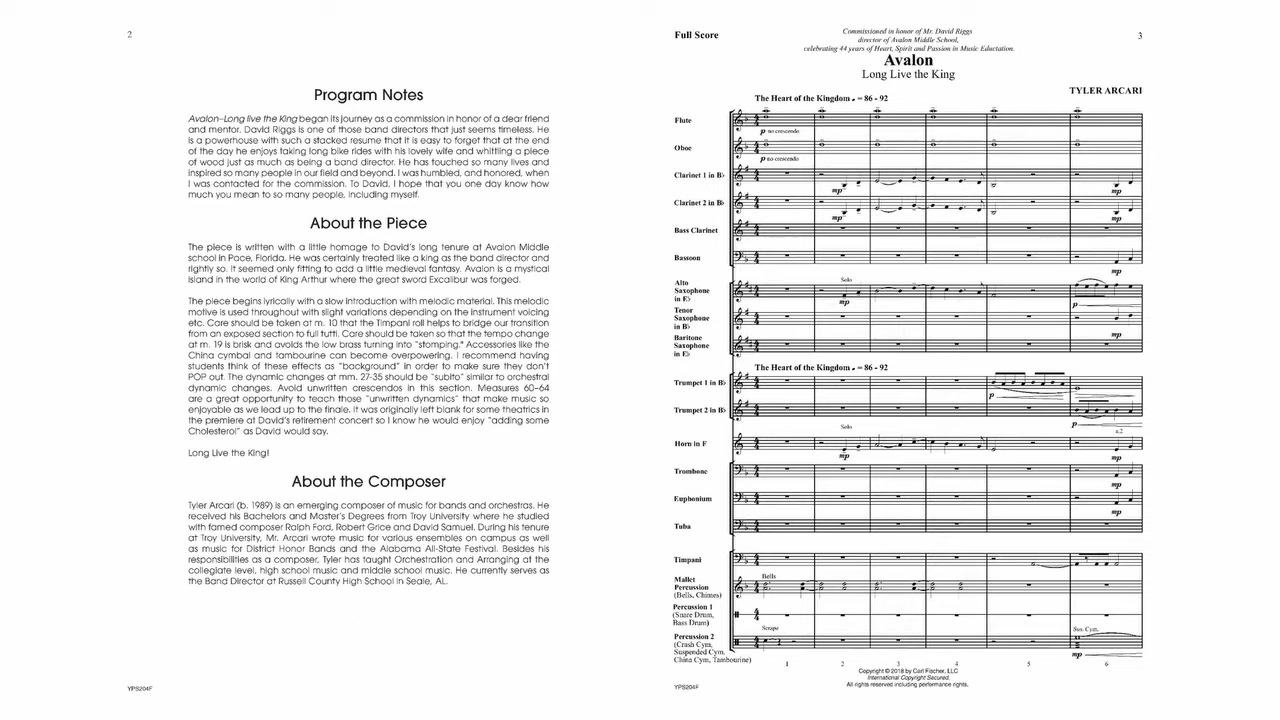 2
Program Notes
Avalon–Long live the King began its journey as a commission in honor of a dear friend
and mentor. David Riggs is one of those band directors that just seems timeless. He
is a powerhouse with such a stacked resume that it is easy to forget that at the end
of the day he enjoys taking long bike rides with his lovely wife and whittling a piece
of wood just as much as being a band director. He has touched so many lives and
inspired so many people in our field and beyond. I was humbled, and honored, when
I was contacted for the commission. To David, I hope that you one day know how
much you mean to so many people, including myself.
About the Piece
The piece is written with a little homage to David's long tenure at Avalon Middle
school in Pace, Florida. He was certainly treated like a king as the band director and
rightly so. It seemed only fitting to add a little medieval fantasy. Avalon is a mystical
island in the world of King Arthur where the great sword Excalibur was forged.
The piece begins lyrically with a slow introduction with melodic material. This melodic
motive is used throughout with slight variations depending on the instrument voicing
etc. Care should be taken at m. 10 that the Timpani roll helps to bridge our transition
from an exposed section to full tutti. Care should be taken so that the tempo change
at m. 19 is brisk and avoids the low brass turning into "stomping." Accessories like the
China cymbal and tambourine can become overpowering. I recommend having
students think of these effects as "background" in order to make sure they don't
POP out. The dynamic changes at mm. 27-35 should be "subito" similar to orchestral
dynamic changes. Avoid unwritten crescendos in this section. Measures 60–64
are a great opportunity to teach those "unwritten dynamics" that make music so
enjoyable as we lead up to the finale. It was originally left blank for some theatrics in
the premiere at David's retirement concert so I know he would enjoy "adding some
Cholesterol" as David would say.
Long Live the King!
About the Composer
Tyler Arcari (b. 1989) is an emerging composer of music for bands and orchestras. He
received his Bachelors and Master's Degrees from Troy University where he studied
with famed composer Ralph Ford, Robert Grice and David Samuel. During his tenure
at Troy University, Mr. Arcari wrote music for various ensembles on campus as well
as music for District Honor Bands and the Alabama All-State Festival. Besides his
responsibilities as a composer, Tyler has taught Orchestration and Arranging at the
collegiate level, high school music and middle school music. He currently serves as
the Band Director at Russell County High School in Seale, AL.
YPS204F
Full Score
Commissioned in honor of Mr. David Riggs
director of Avalon Middle School,
celebrating 44 years of Heart, Spirit and Passion in Music Eductation.
3
Avalon
Long Live the King
TYLER ARCARI
The Heart of the Kingdom ♩ = 86 - 92
Flute
p no crescendo
Oboe
p no crescendo
Clarinet 1 in B♭
mp mp
Clarinet 2 in B♭
mp mp
Bass Clarinet
Bassoon
mp
Solo
Alto
Saxophone
in E♭
mp
Tenor
Saxophone
in B♭
mp
Baritone
Saxophone
in E♭
The Heart of the Kingdom ♩ = 86 - 92
Trumpet 1 in B♭
p
Trumpet 2 in B♭
p
Solo a.2
Horn in F
mp mp
Trombone
mp
Euphonium
mp
Tuba
Timpani
Bells
Mallet
Percussion
(Bells, Chimes)
Percussion 1
(Snare Drum,
Bass Drum)
Scrape Sus. Cym.
Percussion 2
(Crash Cym,
Suspended Cym.
China Cym, Tambourine)
mp
1 2 3 4 5 6
Copyright © 2018 by Carl Fischer, LLC
International Copyright Secured.
All rights reserved including performance rights.
YPS204F